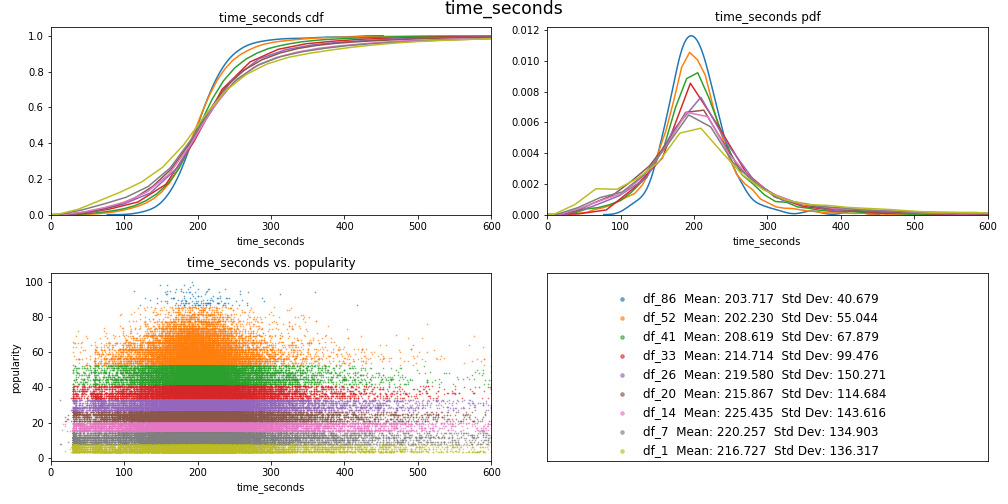 time_seconds
time_seconds cdf
1.0
0.8
0.6
0.4
0.2
0.0
0 100 200 300 400 500 600
time_seconds
time_seconds pdf
0.012
0.010
0.008
0.006
0.004
0.002
0.000
0 100 200 300 400 500 600
time_seconds
time_seconds vs. popularity
popularity
100
80
60
40
20
0
0 100 200 300 400 500 600
time_seconds
df_86 Mean: 203.717 Std Dev: 40.679
df_52 Mean: 202.230 Std Dev: 55.044
df_41 Mean: 208.619 Std Dev: 67.879
df_33 Mean: 214.714 Std Dev: 99.476
df_26 Mean: 219.580 Std Dev: 150.271
df_20 Mean: 215.867 Std Dev: 114.684
df_14 Mean: 225.435 Std Dev: 143.616
df_7 Mean: 220.257 Std Dev: 134.903
df_1 Mean: 216.727 Std Dev: 136.317